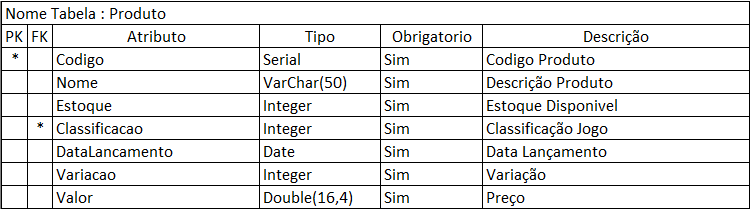 Nome Tabela : Produto
PK FK Atributo Tipo Obrigatorio Descrição
* Codigo Serial Sim Codigo Produto
Nome VarChar(50) Sim Descrição Produto
Estoque Integer Sim Estoque Disponivel
* Classificacao Integer Sim Classificação Jogo
DataLancamento Date Sim Data Lançamento
Variacao Integer Sim Variação
Valor Double(16,4) Sim Preço